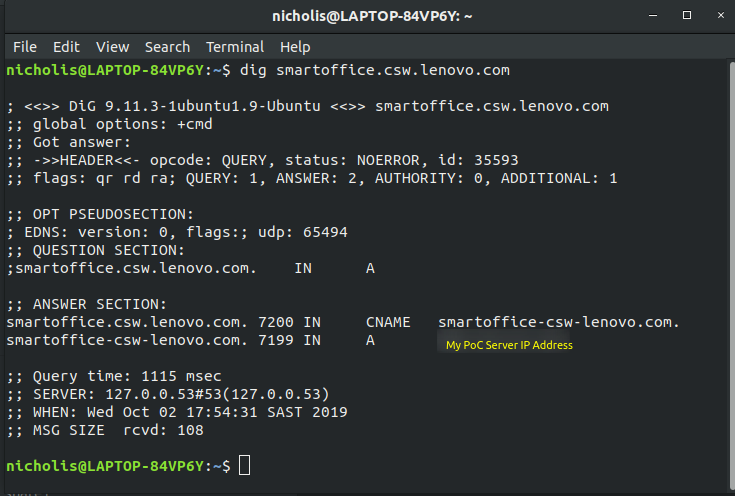 nicholis@LAPTOP-84VP6Y: ~
File Edit View Search Terminal Help
nicholis@LAPTOP-84VP6Y:~$ dig smartoffice.csw.lenovo.com
; <<>> DiG 9.11.3-1ubuntu1.9-Ubuntu <<>> smartoffice.csw.lenovo.com
;; global options: +cmd
;; Got answer:
;; ->>HEADER<<- opcode: QUERY, status: NOERROR, id: 35593
;; flags: qr rd ra; QUERY: 1, ANSWER: 2, AUTHORITY: 0, ADDITIONAL: 1
;; OPT PSEUDOSECTION:
; EDNS: version: 0, flags:; udp: 65494
;; QUESTION SECTION:
;smartoffice.csw.lenovo.com. IN A
;; ANSWER SECTION:
smartoffice.csw.lenovo.com. 7200 IN CNAME smartoffice-csw-lenovo.com.
smartoffice-csw-lenovo.com. 7199 IN A My PoC Server IP Address
;; Query time: 1115 msec
;; SERVER: 127.0.0.53#53(127.0.0.53)
;; WHEN: Wed Oct 02 17:54:31 SAST 2019
;; MSG SIZE rcvd: 108
nicholis@LAPTOP-84VP6Y:~$